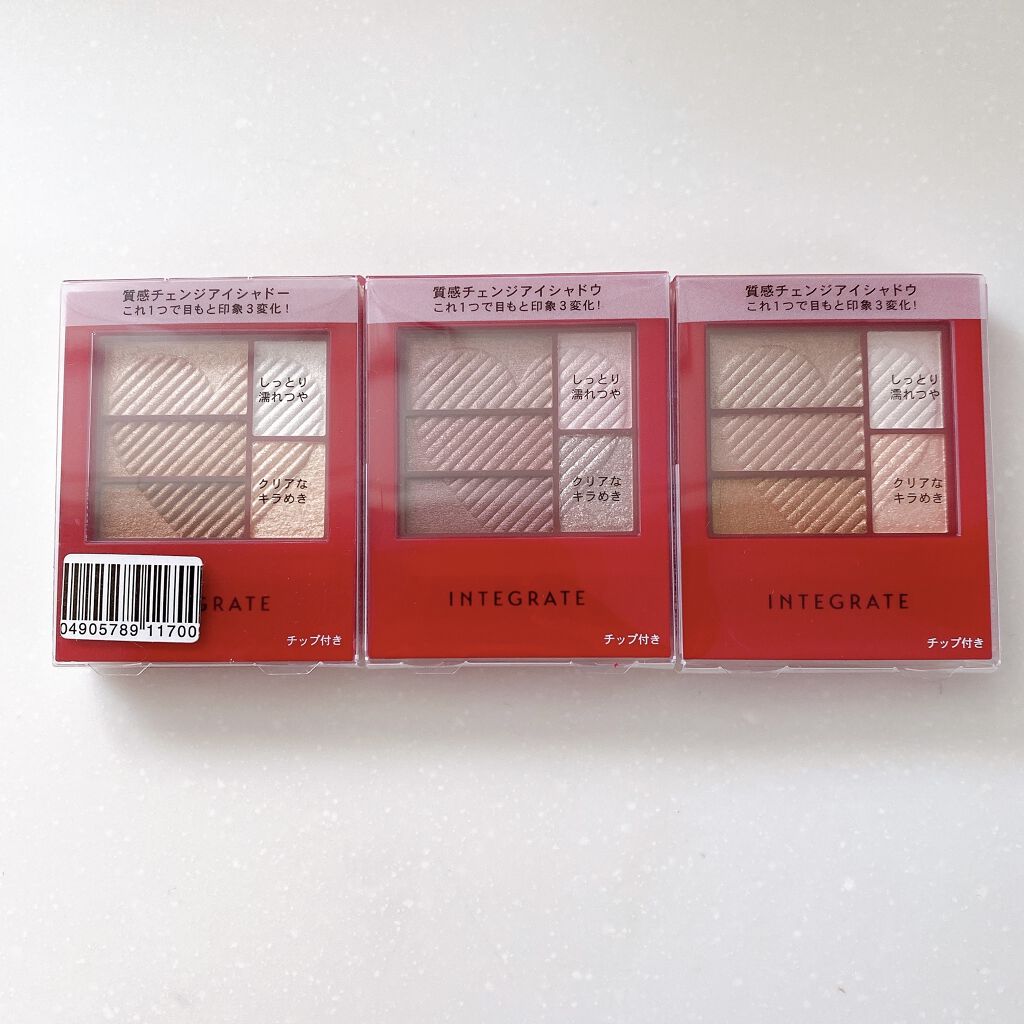 質感チェンジアイシャドー
これ1つで目もと印象3変化!
しっとり
濡れつや
クリアな
キラめき
GRATE
04905789 11700
チップ付き
質感チェンジアイシャドウ
これ1つで目もと印象3変化!
しっとり
濡れつや
クリアな
キラめき
INTEGRATE
チップ付き
質感チェンジアイシャドウ
これ1つで目もと印象3変化!
しっとり
濡れつや
クリアな
キラめき
INTEGRATE
チップ付き